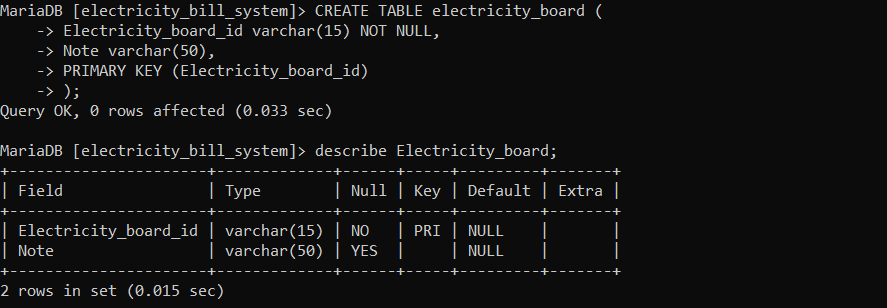 MariaDB [electricity_bill_system]> CREATE TABLE electricity_board (
    -> Electricity_board_id varchar(15) NOT NULL,
    -> Note varchar(50),
    -> PRIMARY KEY (Electricity_board_id)
    -> );
Query OK, 0 rows affected (0.033 sec)

MariaDB [electricity_bill_system]> describe Electricity_board;
+----------------------+-------------+------+-----+---------+-------+
| Field                | Type        | Null | Key | Default | Extra |
+----------------------+-------------+------+-----+---------+-------+
| Electricity_board_id | varchar(15) | NO   | PRI | NULL    |       |
| Note                 | varchar(50) | YES  |     | NULL    |       |
+----------------------+-------------+------+-----+---------+-------+
2 rows in set (0.015 sec)